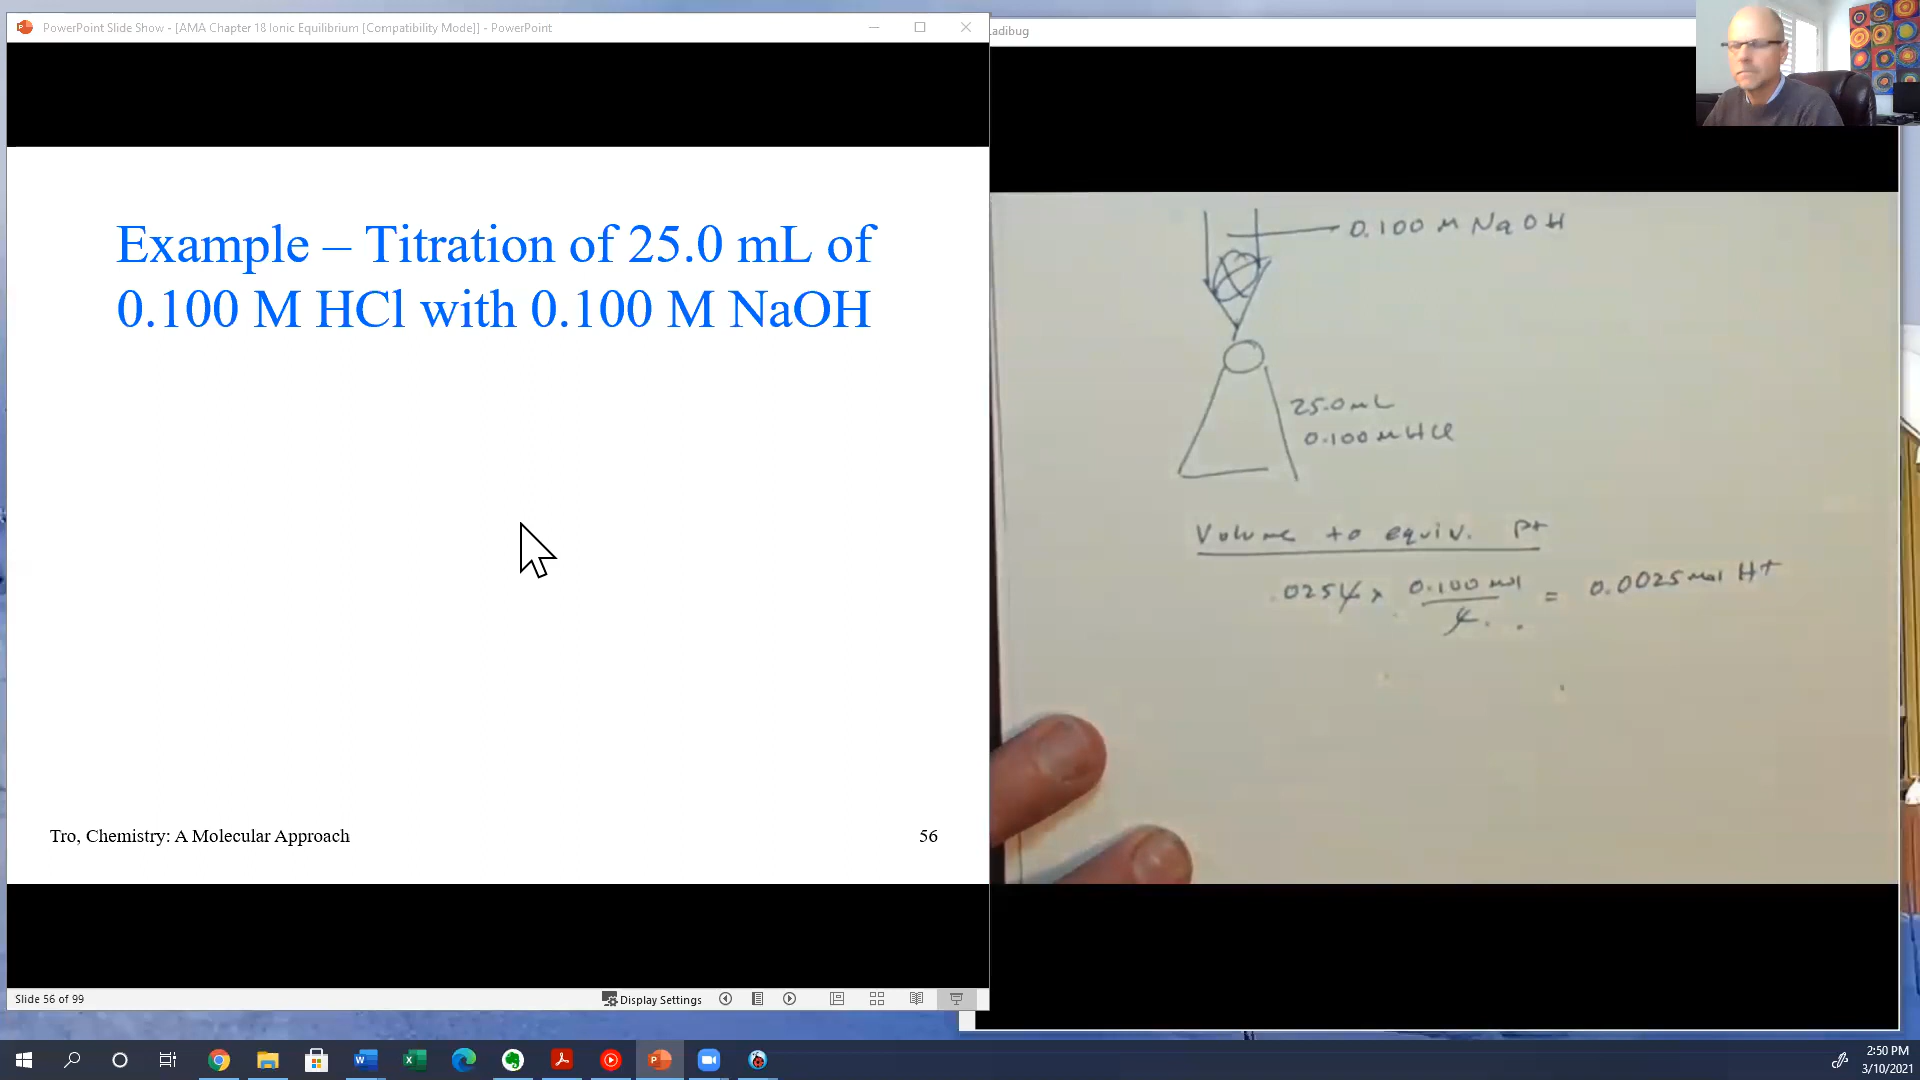 PowerPoint Slide Show - [AMA Chapter 18 Ionic Equilibrium [Compatibility Mode]] - PowerPoint
Example – Titration of 25.0 mL of
0.100 M HCl with 0.100 M NaOH
Tro, Chemistry: A Molecular Approach
56
Slide 56 of 99
Display Settings
adibug
0.100 M NaOH
25.0 mL
0.100 M HCl
Volume to equiv. pt
.025 L x 0.100 mol / L = 0.0025 mol H+
2:50 PM
3/10/2021